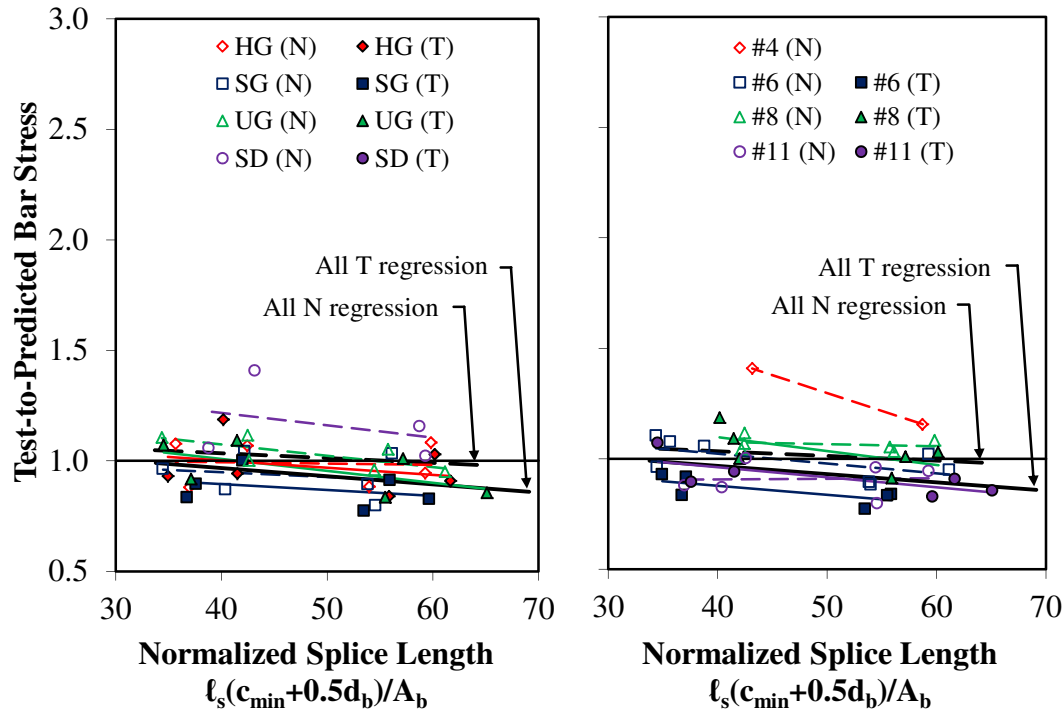 Test-to-Predicted Bar Stress
3.0
2.5
2.0
1.5
1.0
0.5
HG (N) HG (T)
SG (N) SG (T)
UG (N) UG (T)
SD (N) SD (T)
All T regression
All N regression
30 40 50 60 70
Normalized Splice Length
ℓs(cmin+0.5db)/Ab
#4 (N)
#6 (N) #6 (T)
#8 (N) #8 (T)
#11 (N) #11 (T)
All T regression
All N regression
30 40 50 60 70
Normalized Splice Length
ℓs(cmin+0.5db)/Ab